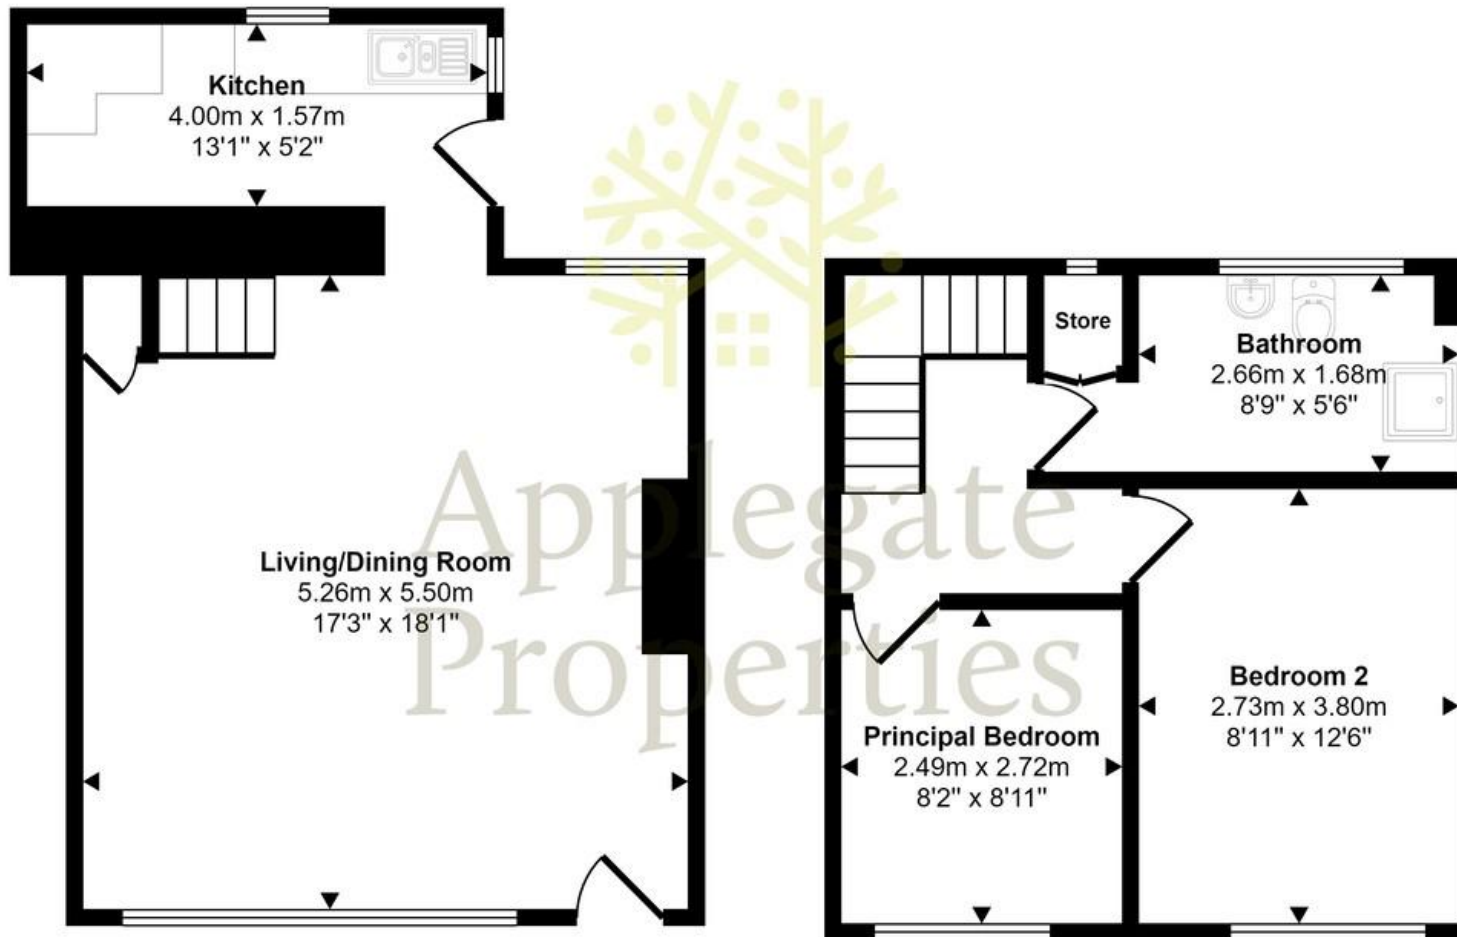 Kitchen
4.00m x 1.57m
13'1" x 5'2"
Living/Dining Room
5.26m x 5.50m
17'3" x 18'1"
Store
Bathroom
2.66m x 1.68m
8'9" x 5'6"
Principal Bedroom
2.49m x 2.72m
8'2" x 8'11"
Bedroom 2
2.73m x 3.80m
8'11" x 12'6"
Applegate
Properties